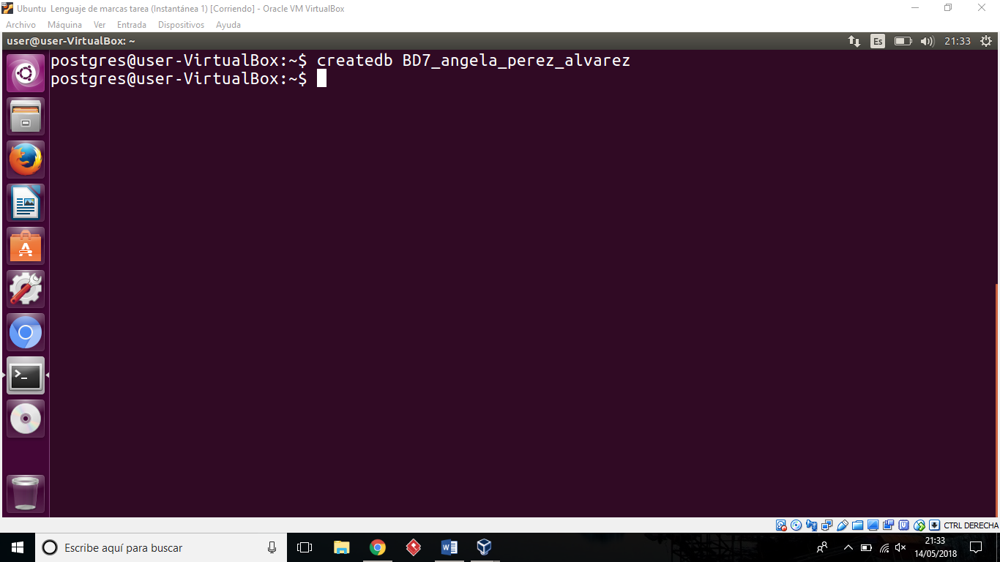 Ubuntu Lenguaje de marcas tarea (Instantánea 1) [Corriendo] - Oracle VM VirtualBox
Archivo Máquina Ver Entrada Dispositivos Ayuda
user@user-VirtualBox: ~ Es 21:33
postgres@user-VirtualBox:~$ createdb BD7_angela_perez_alvarez
postgres@user-VirtualBox:~$
CTRL DERECHA
Escribe aquí para buscar
21:33
14/05/2018